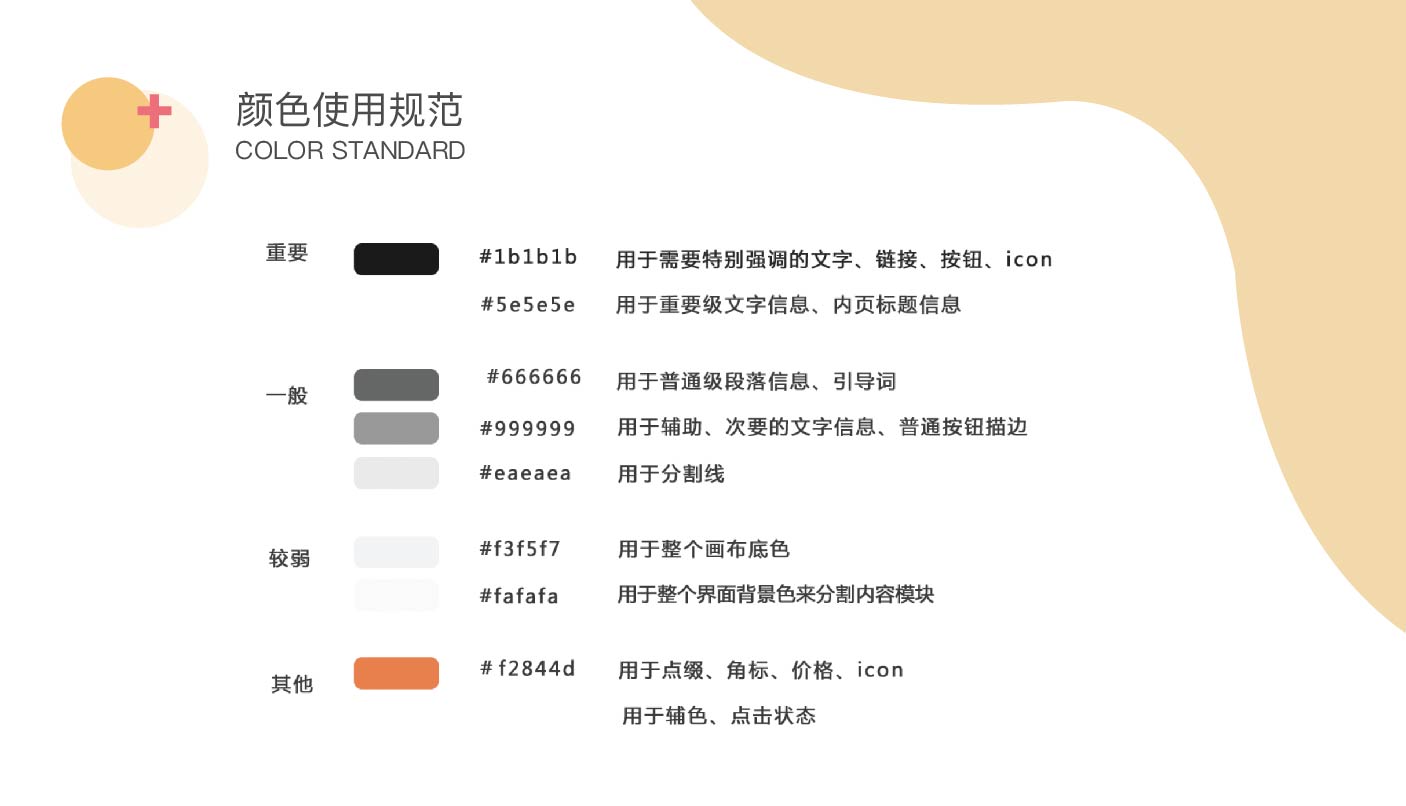 颜色使用规范
COLOR STANDARD
重要 #1b1b1b 用于需要特别强调的文字、链接、按钮、icon
#5e5e5e 用于重要级文字信息、内页标题信息
一般 #666666 用于普通级段落信息、引导词
#999999 用于辅助、次要的文字信息、普通按钮描边
#eaeaea 用于分割线
较弱 #f3f5f7 用于整个画布底色
#fafafa 用于整个界面背景色来分割内容模块
其他 # f2844d 用于点缀、角标、价格、icon
用于辅色、点击状态